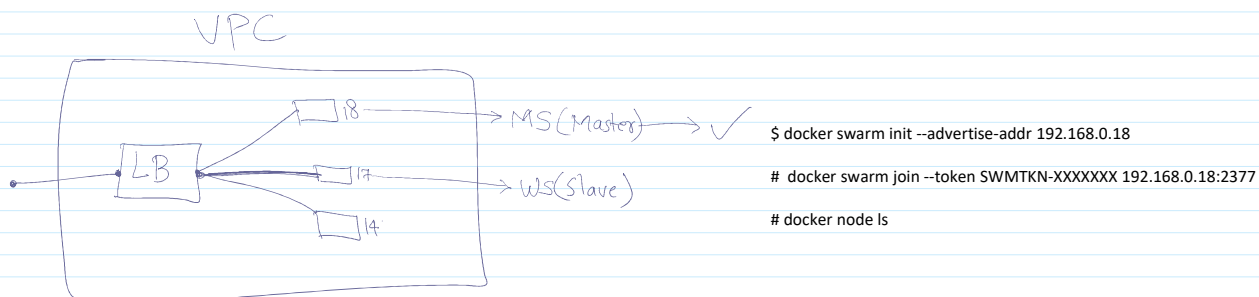 VPC
18
MS(Master)
✓
$ docker swarm init --advertise-addr 192.168.0.18
LB
17
# docker swarm join --token SWMTKN-XXXXXXX 192.168.0.18:2377
WS(Slave)
14
# docker node ls